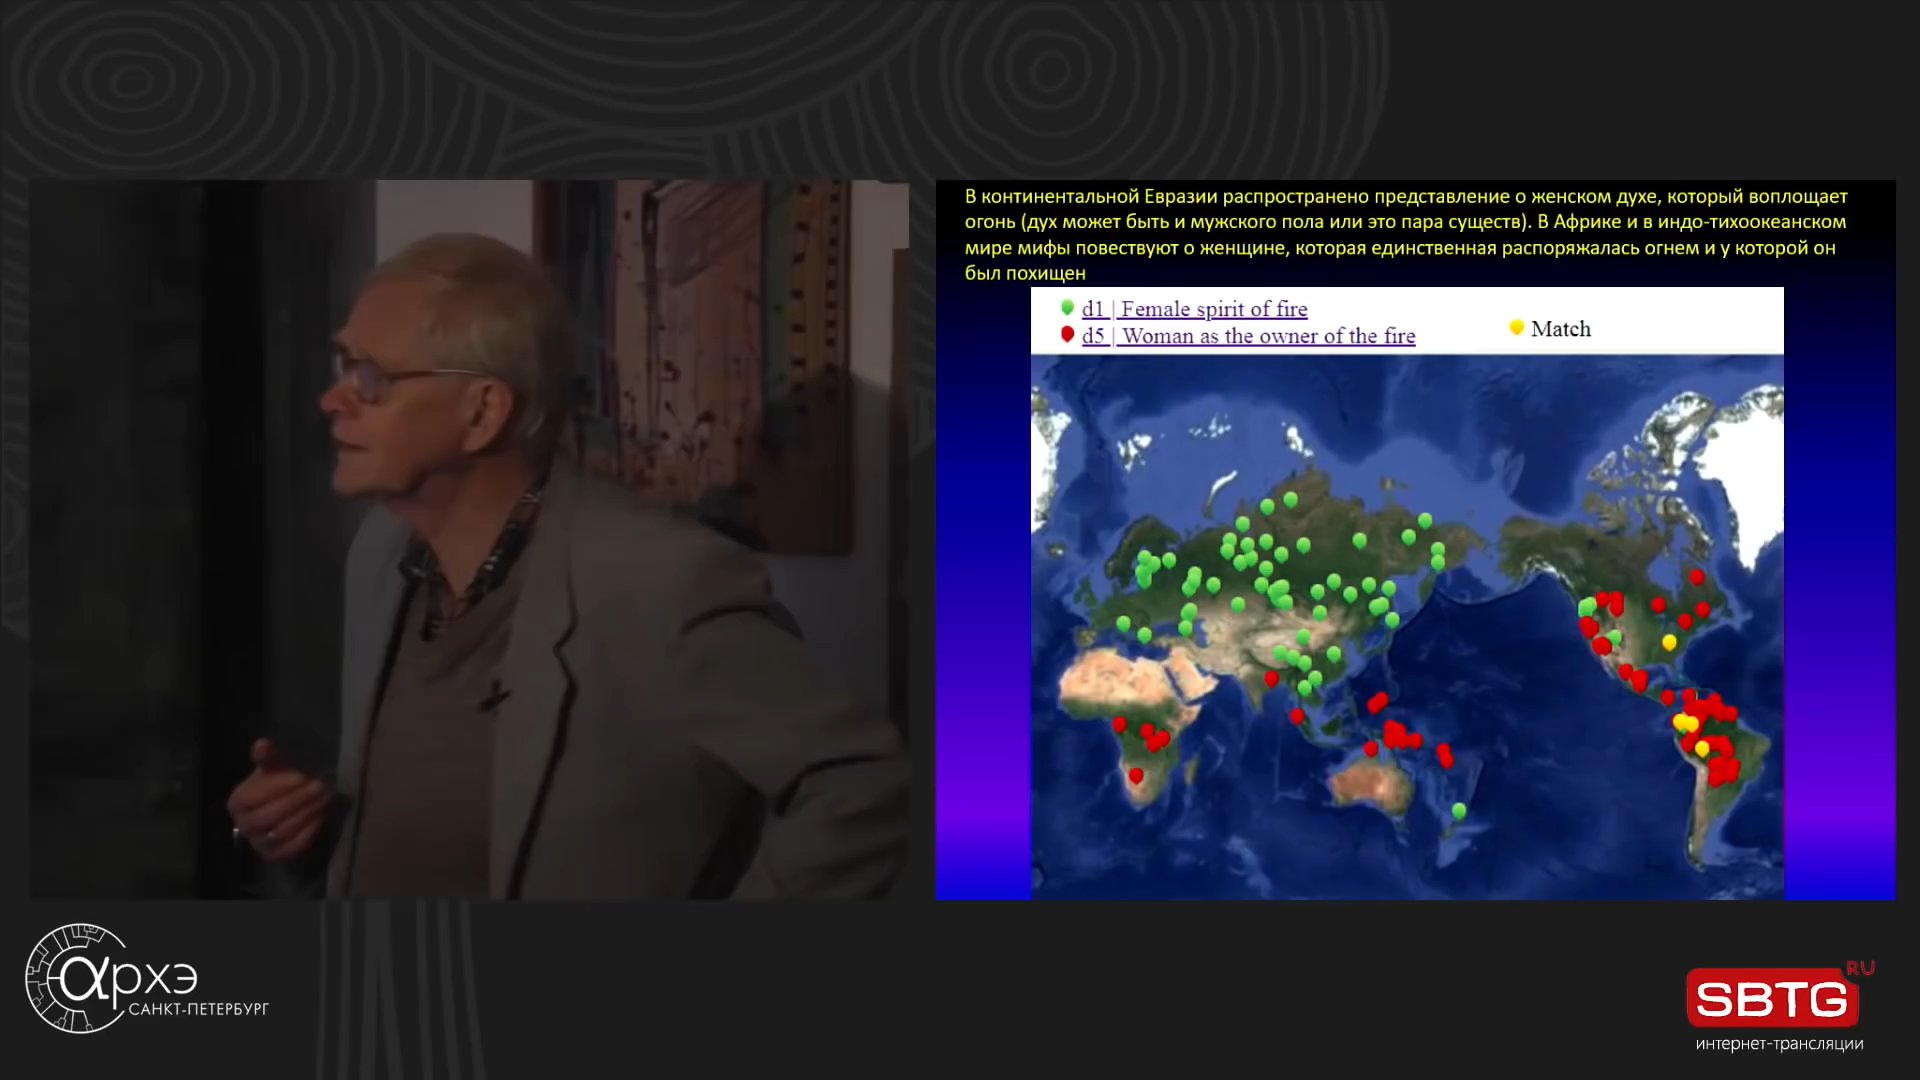 В континентальной Евразии распространено представление о женском духе, который воплощает
огонь (дух может быть и мужского пола или это пара существ). В Африке и в индо-тихоокеанском
мире мифы повествуют о женщине, которая единственная распоряжалась огнем и у которой он
был похищен
d1 | Female spirit of fire
d5 | Woman as the owner of the fire
Match
αрхэ
САНКТ-ПЕТЕРБУРГ
RU
SBTG
интернет-трансляции